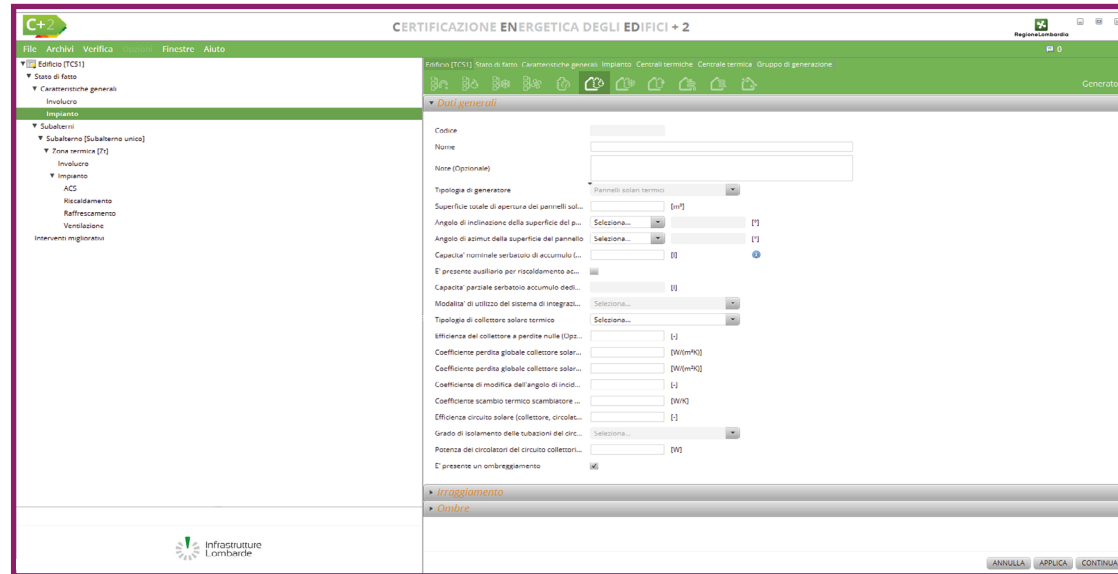 C+2
CERTIFICAZIONE ENERGETICA DEGLI EDIFICI + 2
RegioneLombardia
File Archivi Verifica Opzioni Finestre Aiuto
0
Edificio [TCS1]
Stato di fatto
Caratteristiche generali
Involucro
Impianto
Subalterni
Subalterno [Subalterno unico]
Zona termica [Zt]
Involucro
Impianto
ACS
Riscaldamento
Raffrescamento
Ventilazione
Interventi migliorativi
Infrastrutture
Lombarde
Edificio [TCS1] Stato di fatto Caratteristiche generali Impianto Centrali termiche Centrale termica Gruppo di generazione
Generato
Dati generali
Codice
Nome
Note (Opzionale)
Tipologia di generatore Pannelli solari termici
Superficie totale di apertura dei pannelli sol... [m²]
Angolo di inclinazione della superficie del p... Seleziona... [°]
Angolo di azimut della superficie del pannello Seleziona... [°]
Capacita' nominale serbatoio di accumulo (... [l]
E' presente ausiliario per riscaldamento ac...
Capacita' parziale serbatoio accumulo dedi... [l]
Modalita' di utilizzo del sistema di integrazi... Seleziona...
Tipologia di collettore solare termico Seleziona...
Efficienza del collettore a perdite nulle (Opz... [-]
Coefficiente perdita globale collettore solar... [W/(m²K)]
Coefficiente perdita globale collettore solar... [W/(m²K)]
Coefficiente di modifica dell'angolo di incid... [-]
Coefficiente scambio termico scambiatore ... [W/K]
Efficienza circuito solare (collettore, circolat... [-]
Grado di isolamento delle tubazioni del circ... Seleziona...
Potenza dei circolatori del circuito collettori... [W]
E' presente un ombreggiamento
Irraggiamento
Ombre
ANNULLA APPLICA CONTINUA